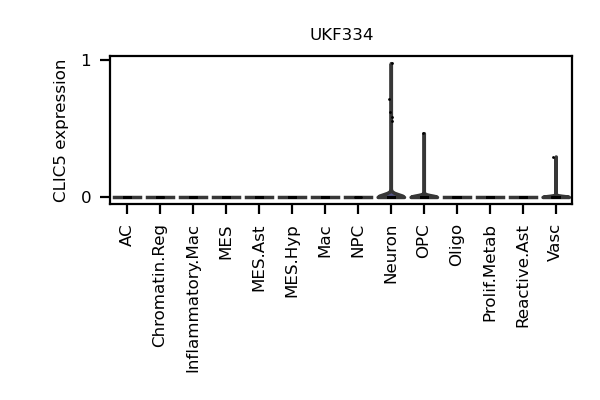 UKF334
CLIC5 expression
1
0
AC
Chromatin.Reg
Inflammatory.Mac
MES
MES.Ast
MES.Hyp
Mac
NPC
Neuron
OPC
Oligo
Prolif.Metab
Reactive.Ast
Vasc